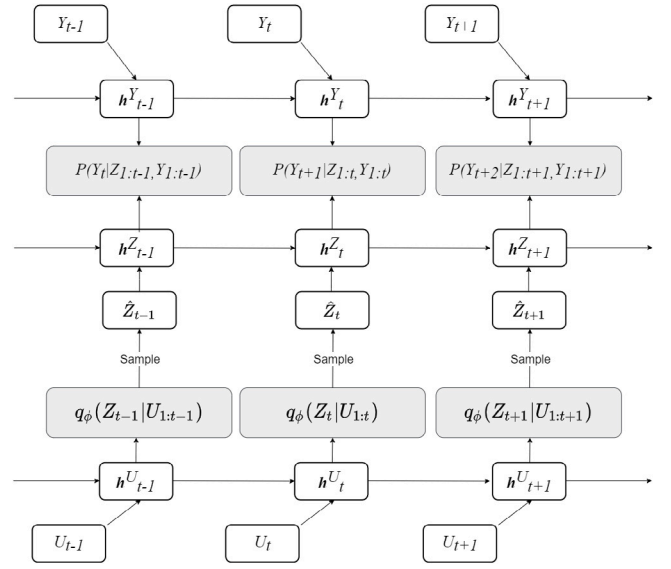 Y_{t-1} Y_t Y_{t+1}
h^Y_{t-1} h^Y_t h^Y_{t+1}
P(Y_t|Z_{1:t-1},Y_{1:t-1}) P(Y_{t+1}|Z_{1:t},Y_{1:t}) P(Y_{t+2}|Z_{1:t+1},Y_{1:t+1})
h^Z_{t-1} h^Z_t h^Z_{t+1}
Ẑ_{t−1} Ẑ_t Ẑ_{t+1}
Sample Sample Sample
q_ϕ(Z_{t−1}|U_{1:t−1}) q_ϕ(Z_t|U_{1:t}) q_ϕ(Z_{t+1}|U_{1:t+1})
h^U_{t-1} h^U_t h^U_{t+1}
U_{t-1} U_t U_{t+1}